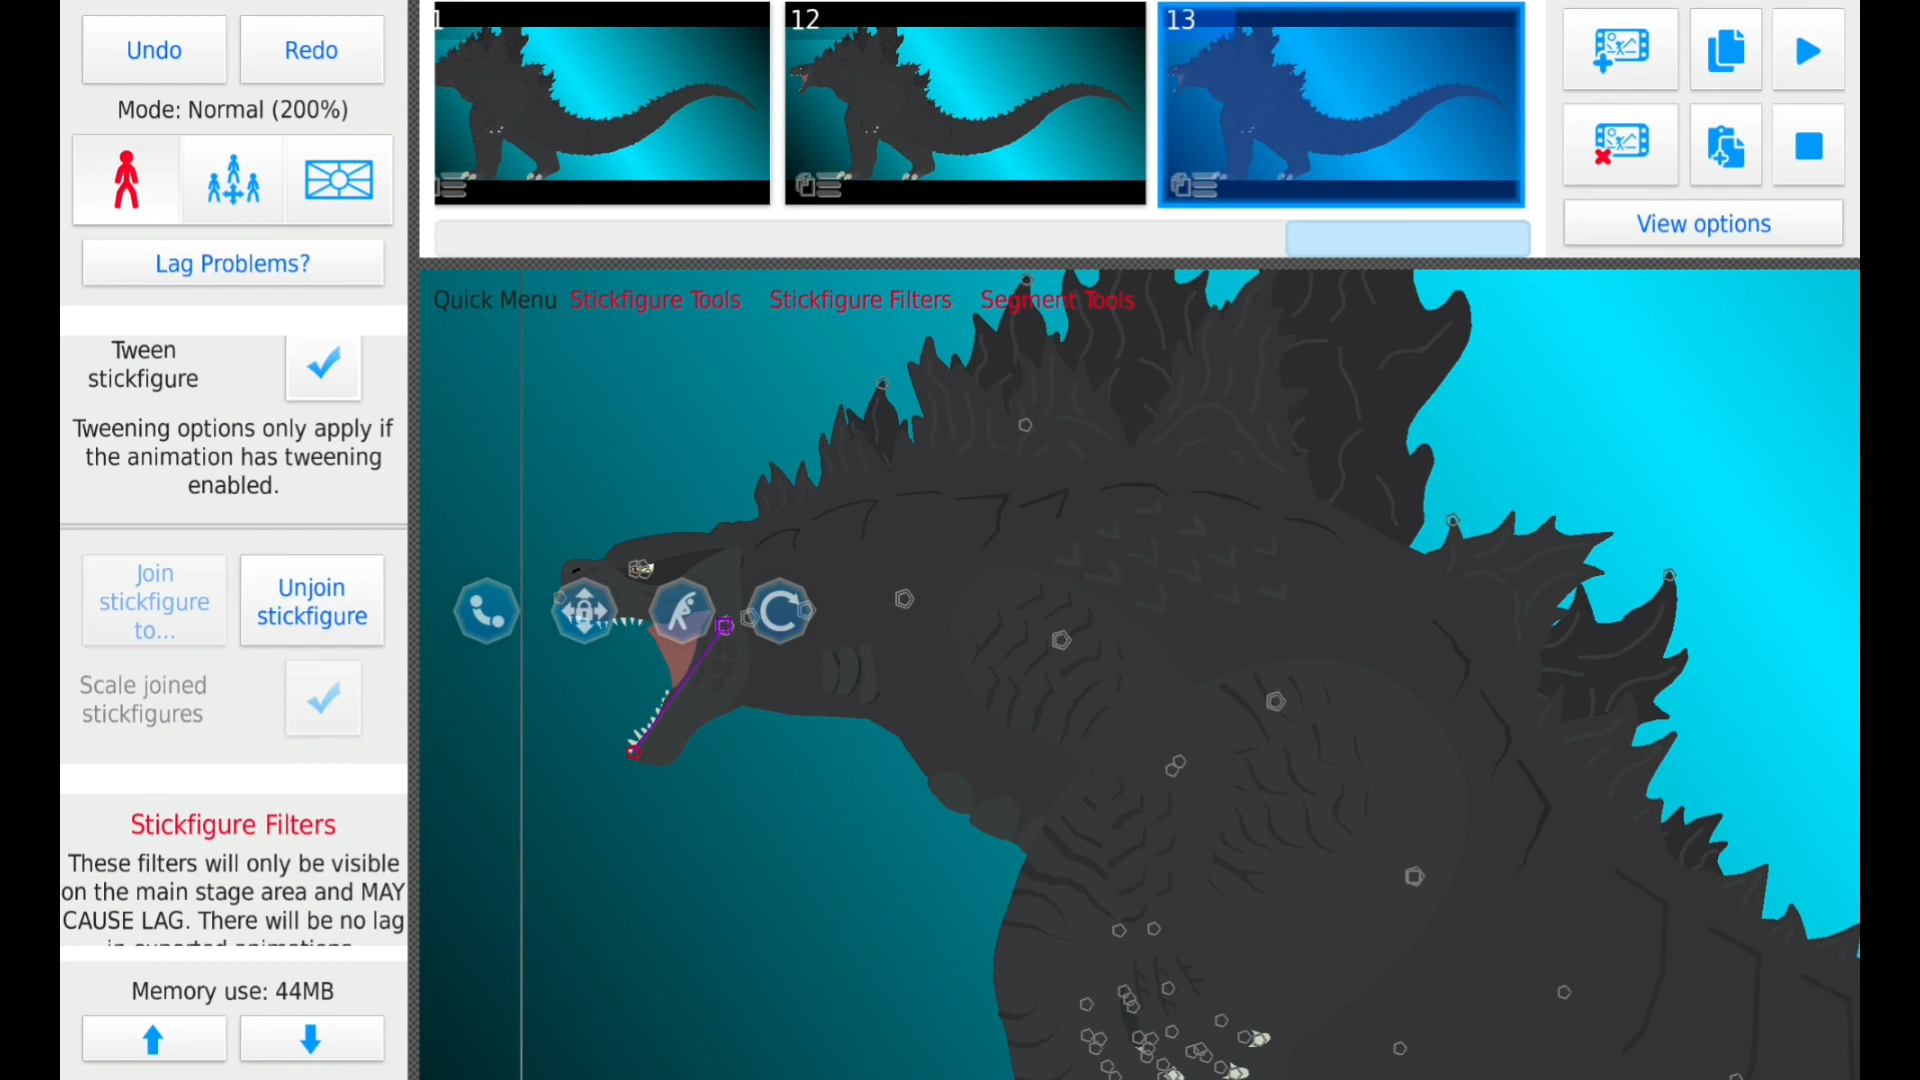 Undo
Redo
Mode: Normal (200%)
Lag Problems?
Tween
stickfigure
Tweening options only apply if
the animation has tweening
enabled.
Join
stickfigure
to...
Unjoin
stickfigure
Scale joined
stickfigures
Stickfigure Filters
These filters will only be visible
on the main stage area and MAY
CAUSE LAG. There will be no lag
in exported animations.
Memory use: 44MB
1
12
13
View options
Quick Menu
Stickfigure Tools
Stickfigure Filters
Segment Tools